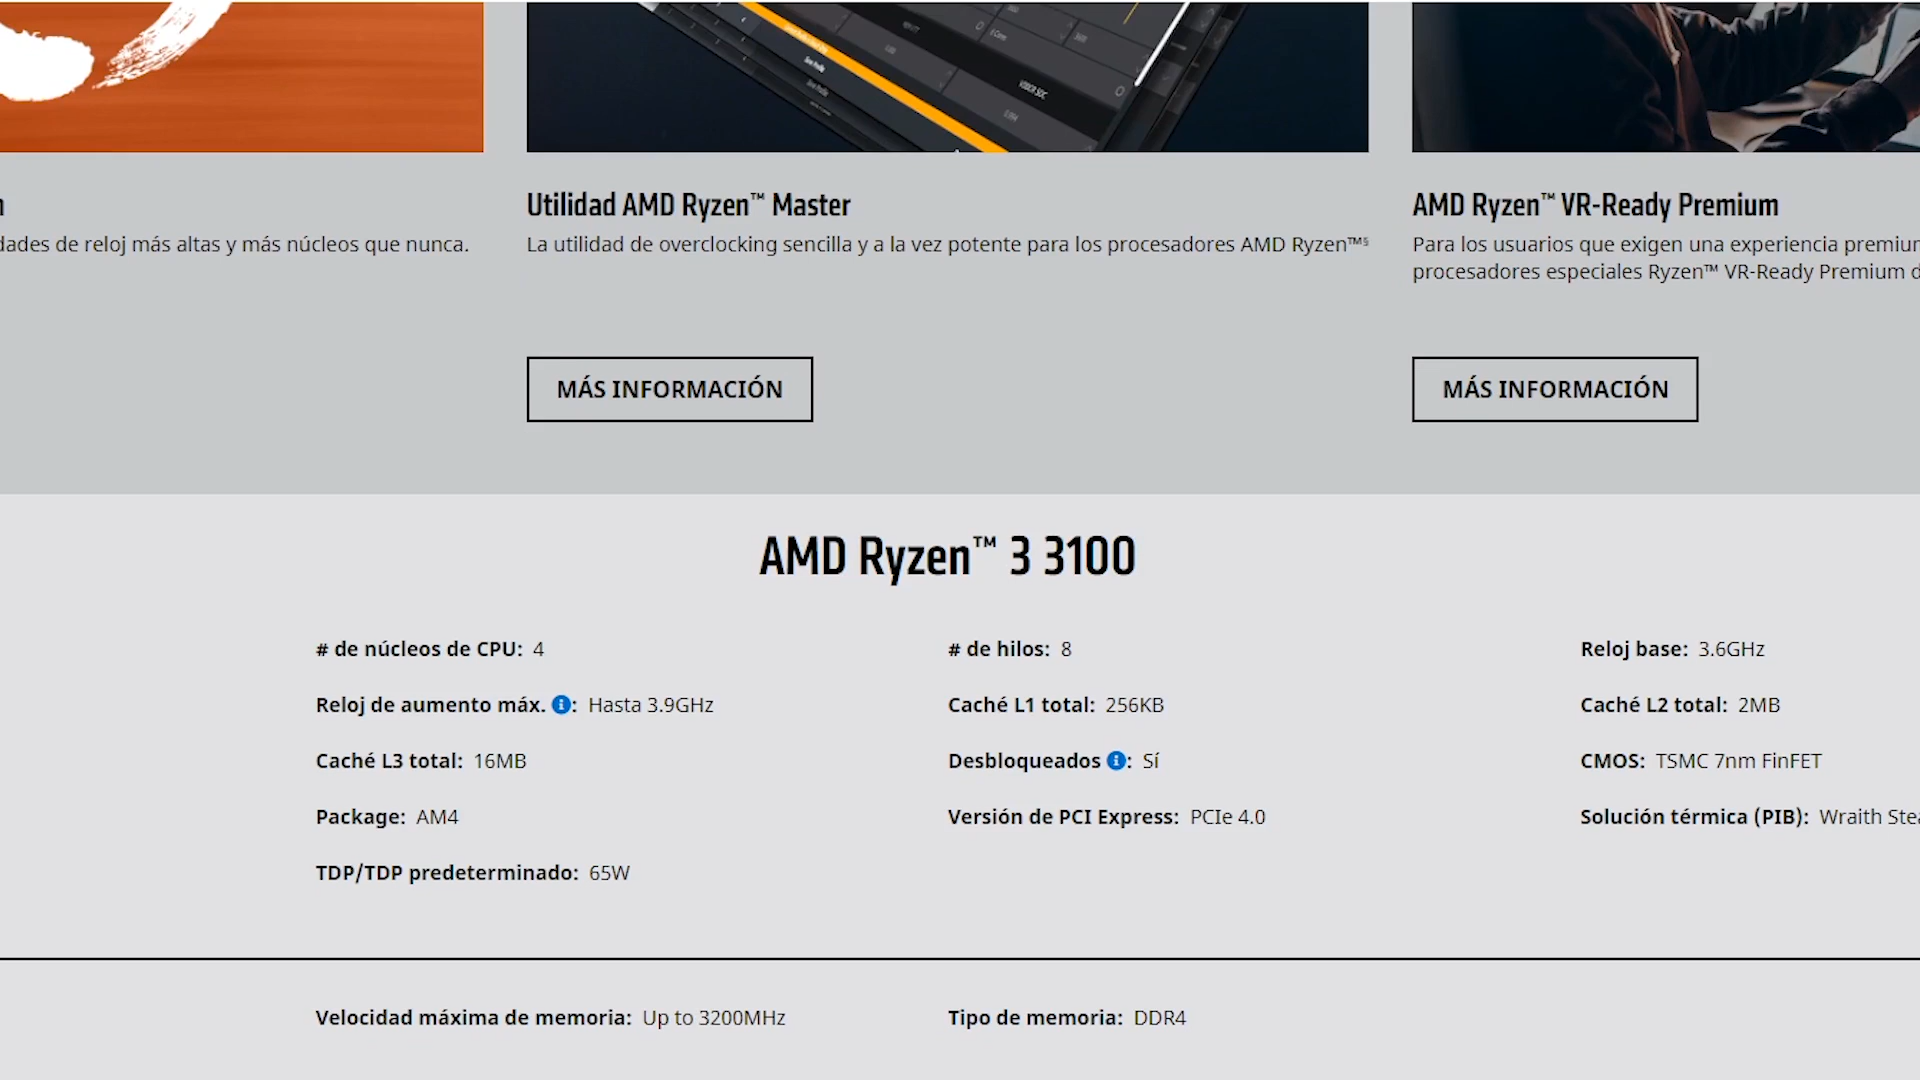 Utilidad AMD Ryzen™ Master
AMD Ryzen™ VR-Ready Premium
dades de reloj más altas y más núcleos que nunca.
La utilidad de overclocking sencilla y a la vez potente para los procesadores AMD Ryzen™§
Para los usuarios que exigen una experiencia premium
procesadores especiales Ryzen™ VR-Ready Premium d
MÁS INFORMACIÓN
MÁS INFORMACIÓN
AMD Ryzen™ 3 3100
# de núcleos de CPU: 4
# de hilos: 8
Reloj base: 3.6GHz
Reloj de aumento máx. i: Hasta 3.9GHz
Caché L1 total: 256KB
Caché L2 total: 2MB
Caché L3 total: 16MB
Desbloqueados i: Sí
CMOS: TSMC 7nm FinFET
Package: AM4
Versión de PCI Express: PCIe 4.0
Solución térmica (PIB): Wraith Stea
TDP/TDP predeterminado: 65W
Velocidad máxima de memoria: Up to 3200MHz
Tipo de memoria: DDR4